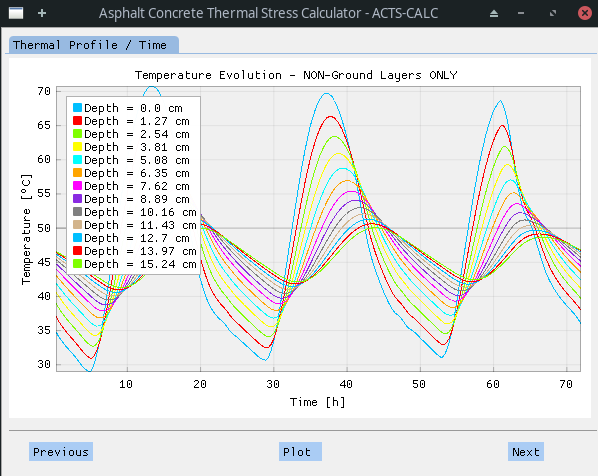 Asphalt Concrete Thermal Stress Calculator - ACTS-CALC
Thermal Profile / Time
Temperature Evolution - NON-Ground Layers ONLY
Temperature [ºC]
70
65
60
55
50
45
40
35
30
Depth = 0.0 cm
Depth = 1.27 cm
Depth = 2.54 cm
Depth = 3.81 cm
Depth = 5.08 cm
Depth = 6.35 cm
Depth = 7.62 cm
Depth = 8.89 cm
Depth = 10.16 cm
Depth = 11.43 cm
Depth = 12.7 cm
Depth = 13.97 cm
Depth = 15.24 cm
10 20 30 40 50 60 70
Time [h]
Previous Plot Next